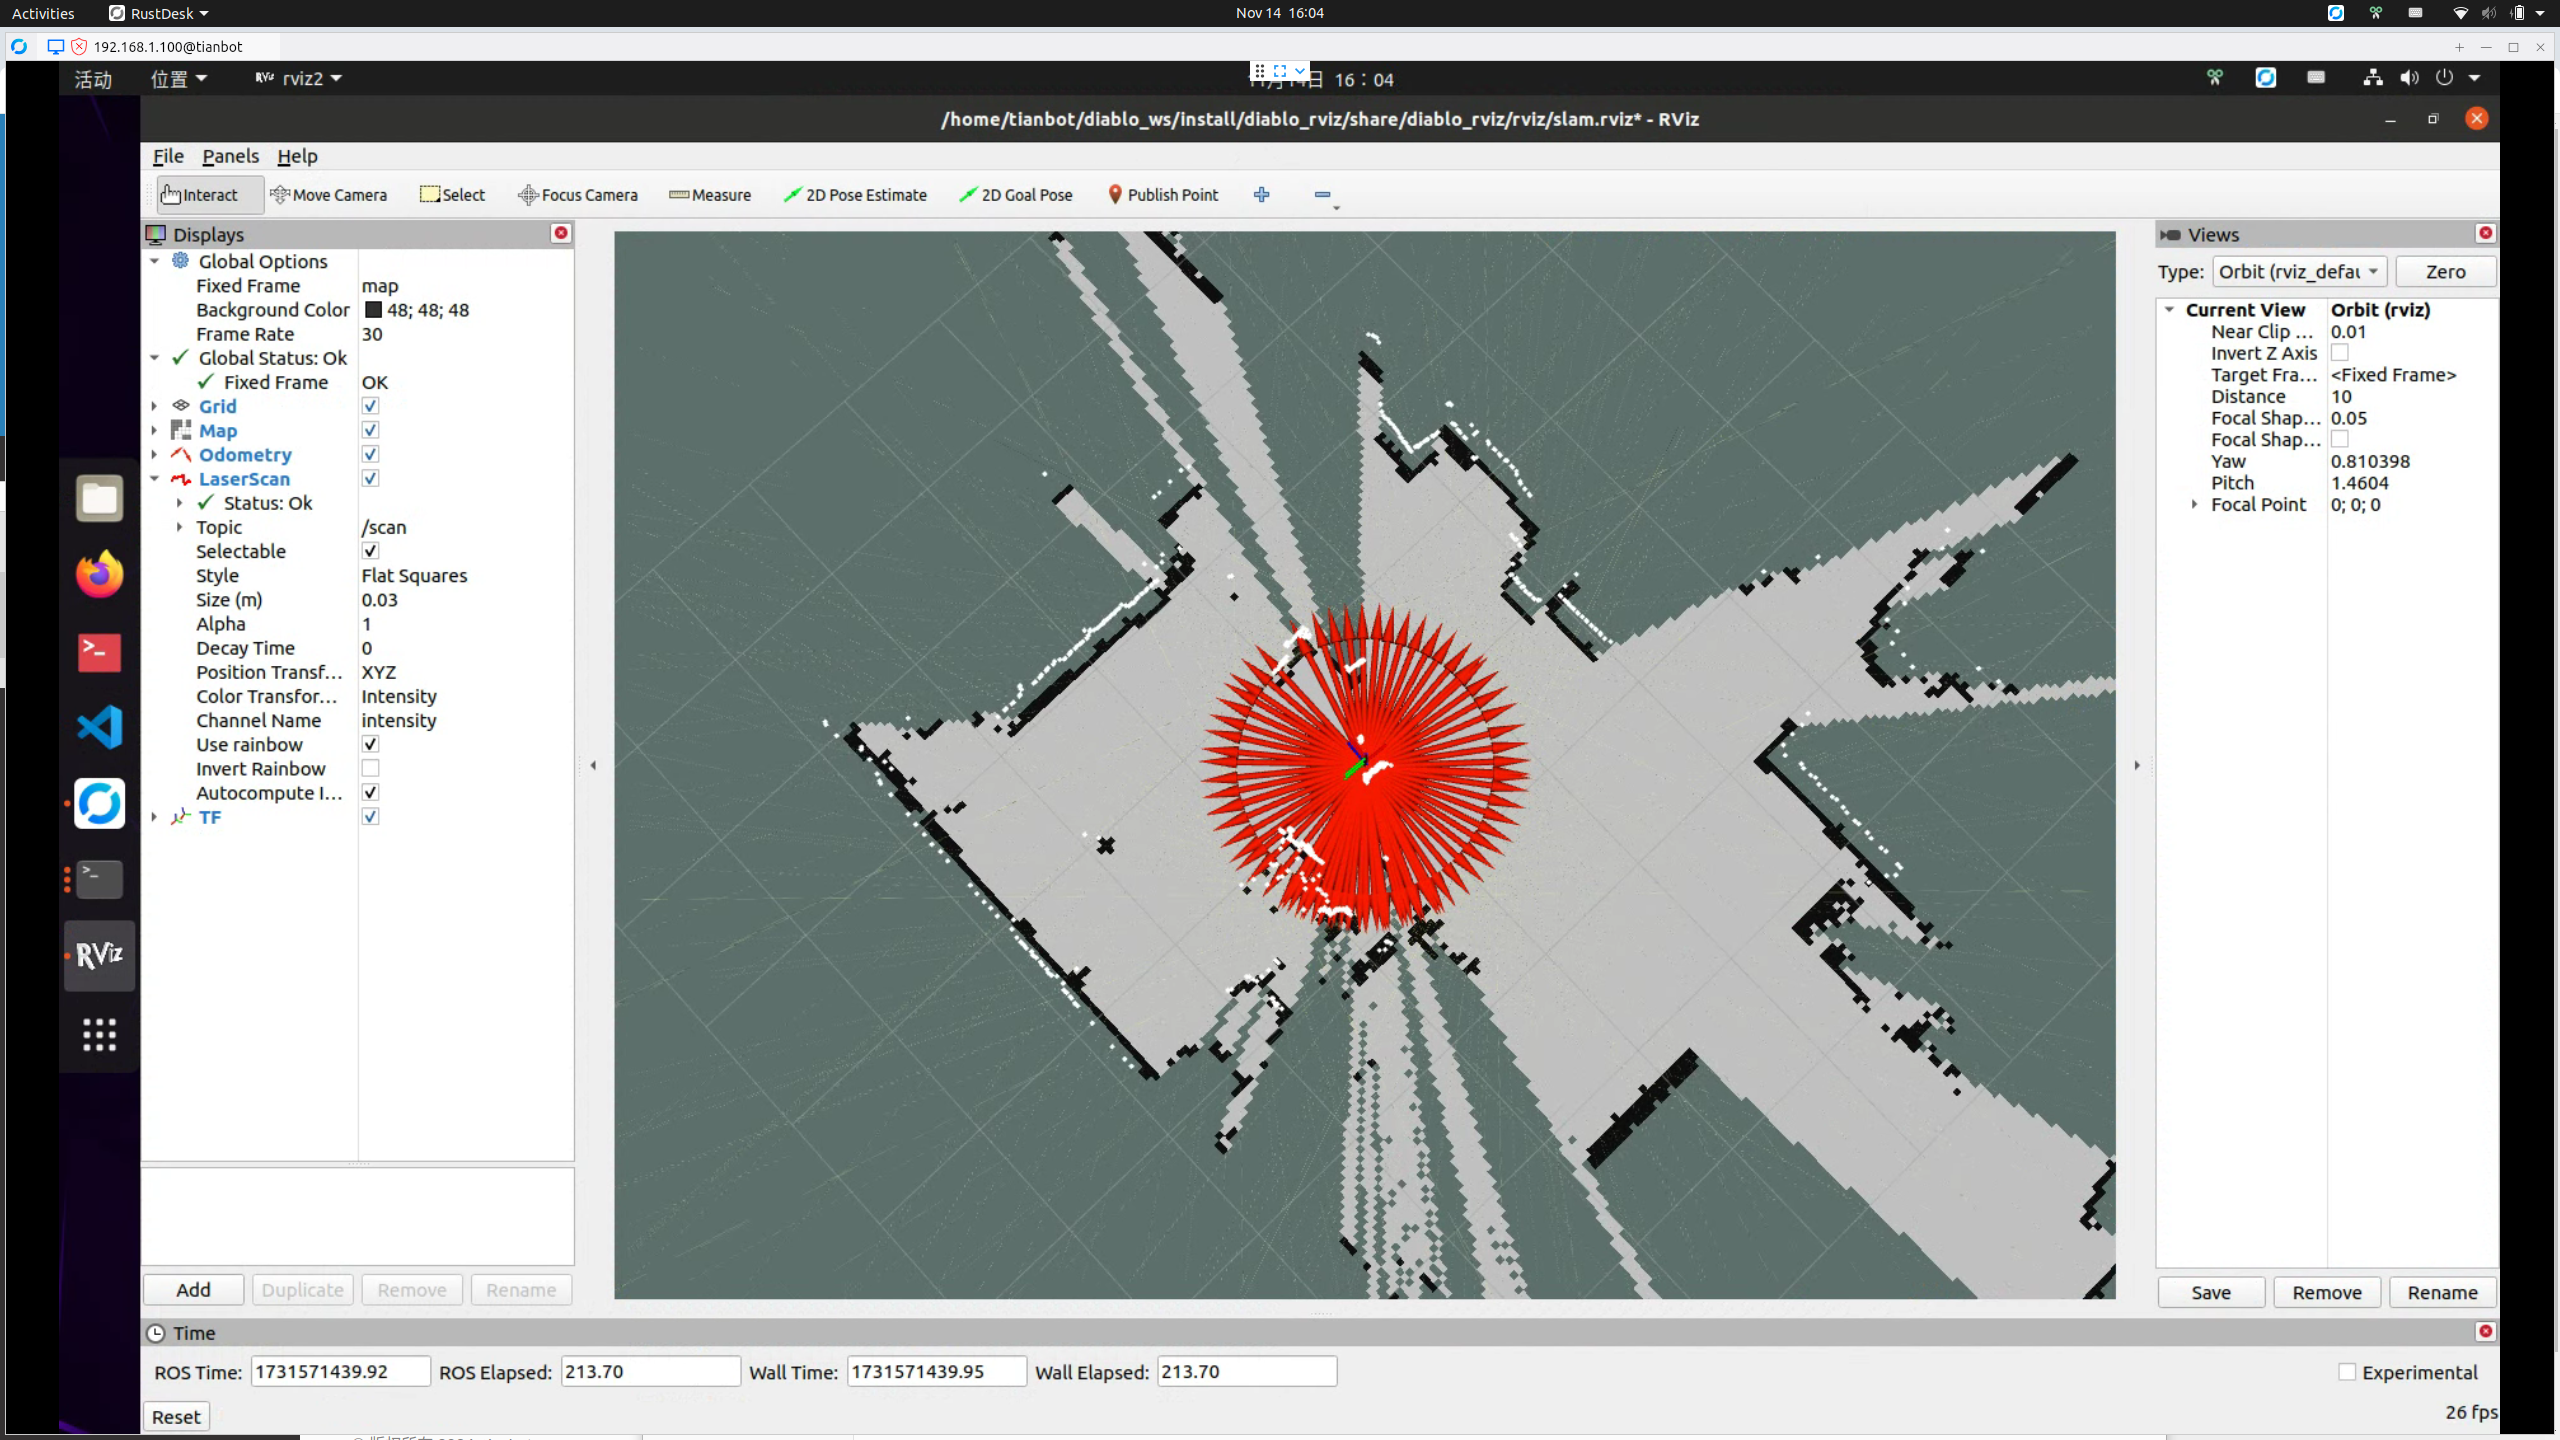 Activities RustDesk Nov 14 16:04
192.168.1.100@tianbot
活动 位置 rviz2 16：04
/home/tianbot/diablo_ws/install/diablo_rviz/share/diablo_rviz/rviz/slam.rviz* - RViz
File Panels Help
Interact Move Camera Select Focus Camera Measure 2D Pose Estimate 2D Goal Pose Publish Point
Displays
Global Options
Fixed Frame map
Background Color 48; 48; 48
Frame Rate 30
Global Status: Ok
Fixed Frame OK
Grid
Map
Odometry
LaserScan
Status: Ok
Topic /scan
Selectable
Style Flat Squares
Size (m) 0.03
Alpha 1
Decay Time 0
Position Transf... XYZ
Color Transfor... Intensity
Channel Name intensity
Use rainbow
Invert Rainbow
Autocompute I...
TF
Add Duplicate Remove Rename
Views
Type: Orbit (rviz_defau Zero
Current View Orbit (rviz)
Near Clip ... 0.01
Invert Z Axis
Target Fra... <Fixed Frame>
Distance 10
Focal Shap... 0.05
Focal Shap...
Yaw 0.810398
Pitch 1.4604
Focal Point 0; 0; 0
Save Remove Rename
RViz
Time
ROS Time: 1731571439.92 ROS Elapsed: 213.70 Wall Time: 1731571439.95 Wall Elapsed: 213.70 Experimental
Reset 26 fps